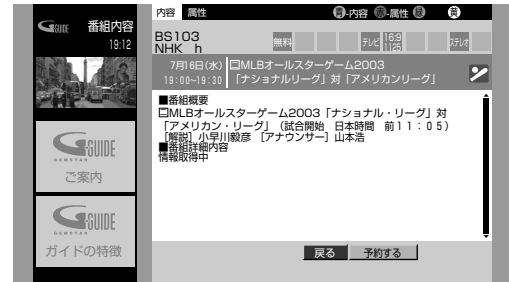 GGUIDE 番組内容
19:12
内容 属性
青-内容 赤-属性 緑 黄
BS103
NHK h
無料
テレビ
16:9
1125
ステレオ
7月16日(水)
19:00~19:30
MLBオールスターゲーム2003
「ナショナルリーグ」対「アメリカンリーグ」
■番組概要
MLBオールスターゲーム2003「ナショナル・リーグ」対
「アメリカン・リーグ」(試合開始 日本時間 前11:05)
[解説]小早川毅彦 [アナウンサー]山本浩
■番組詳細内容
情報取得中
GGUIDE
GEMSTAR
ご案内
GGUIDE
GEMSTAR
ガイドの特徴
戻る 予約する